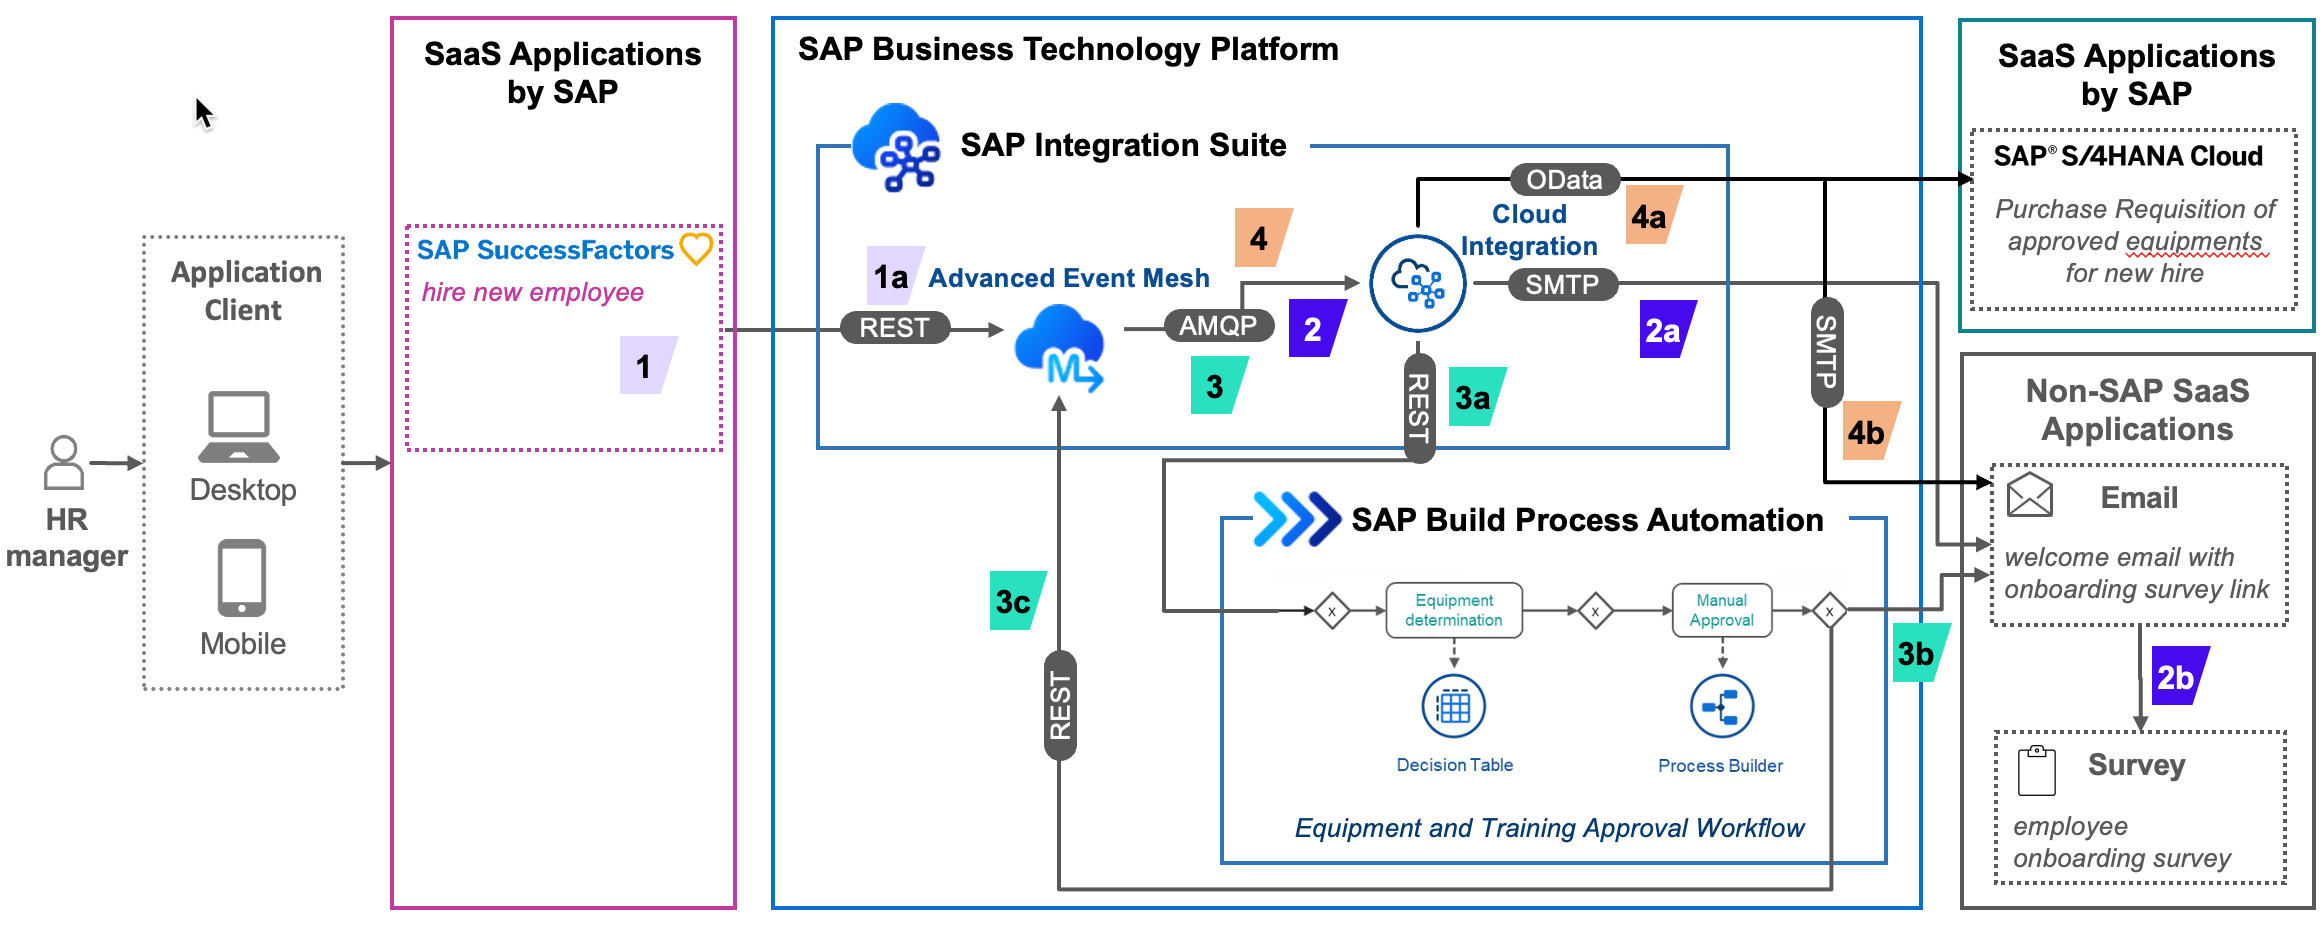 HR
manager
Application
Client
Desktop
Mobile
SaaS Applications
by SAP
SAP SuccessFactors
hire new employee
1
SAP Business Technology Platform
SAP Integration Suite
1a
REST
Advanced Event Mesh
M
4
AMQP
2
3
OData
4a
Cloud
Integration
SMTP
2a
REST
3a
SMTP
4b
SAP Build Process Automation
X
Equipment
determination
X
Manual
Approval
X
Decision Table
Process Builder
Equipment and Training Approval Workflow
3b
3c
REST
SaaS Applications
by SAP
SAP® S/4HANA Cloud
Purchase Requisition of
approved equipments
for new hire
Non-SAP SaaS
Applications
Email
welcome email with
onboarding survey link
2b
Survey
employee
onboarding survey